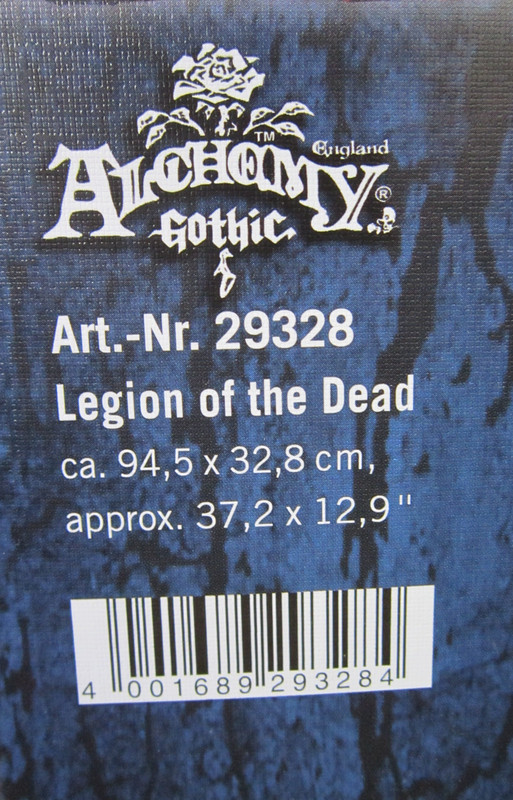 TM
England
ALCHEMY®
Gothic
Art.-Nr. 29328
Legion of the Dead
ca. 94,5 x 32,8 cm,
approx. 37,2 x 12,9"
4 001689 293284